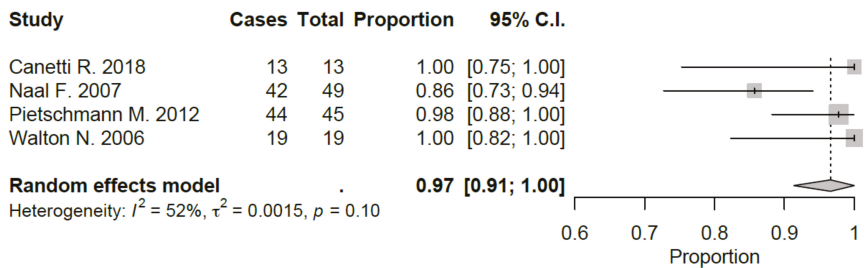 Study Cases Total Proportion 95% C.I.
Canetti R. 2018 13 13 1.00 [0.75; 1.00]
Naal F. 2007 42 49 0.86 [0.73; 0.94]
Pietschmann M. 2012 44 45 0.98 [0.88; 1.00]
Walton N. 2006 19 19 1.00 [0.82; 1.00]
Random effects model . 0.97 [0.91; 1.00]
Heterogeneity: I² = 52%, τ² = 0.0015, p = 0.10
0.6 0.7 0.8 0.9 1
Proportion